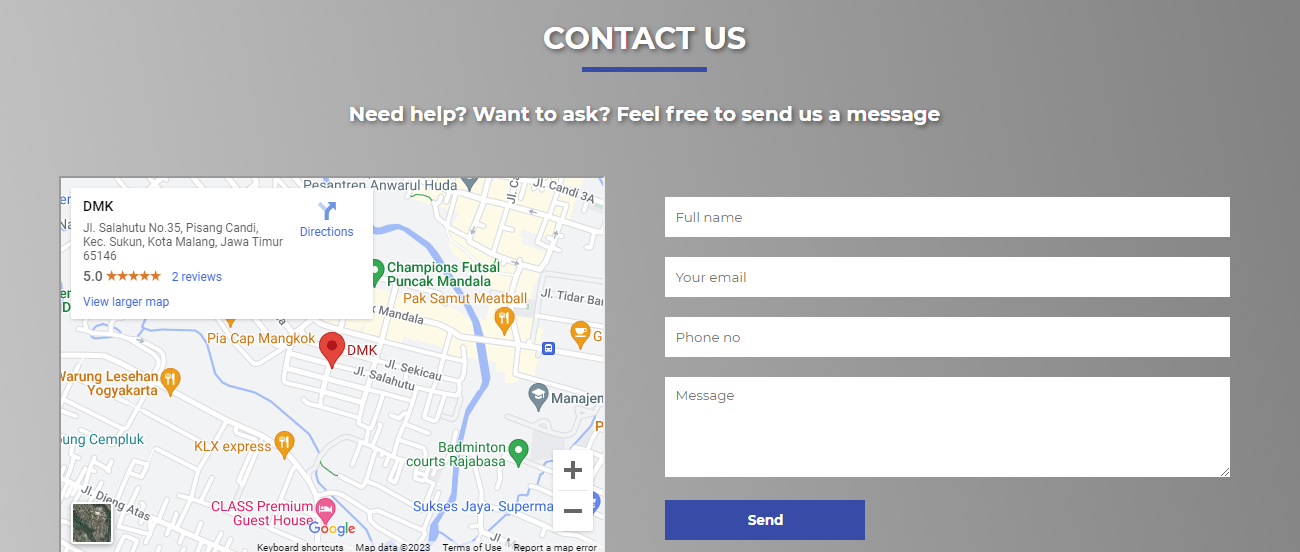 CONTACT US
Need help? Want to ask? Feel free to send us a message
DMK
Jl. Salahutu No.35, Pisang Candi,
Kec. Sukun, Kota Malang, Jawa Timur
65146
Directions
5.0
2 reviews
View larger map
Pesantren Anwarul Huda
Jl. Candi 3A
Champions Futsal
Puncak Mandala
Pak Samut Meatball
Jl. Tidar
Mandala
Pia Cap Mangkok
DMK
G
Jl. Sekicau
Jl. Salahutu
Warung Lesehan
Yogyakarta
Manajem
Cempluk
KLX express
Badminton
courts Rajabasa
Jl. Dieng Atas
CLASS Premium
Guest House
Sukses Jaya. Superma
Google
Keyboard shortcuts
Map data ©2023
Terms of Use
Report a map error
Full name
Your email
Phone no
Message
Send